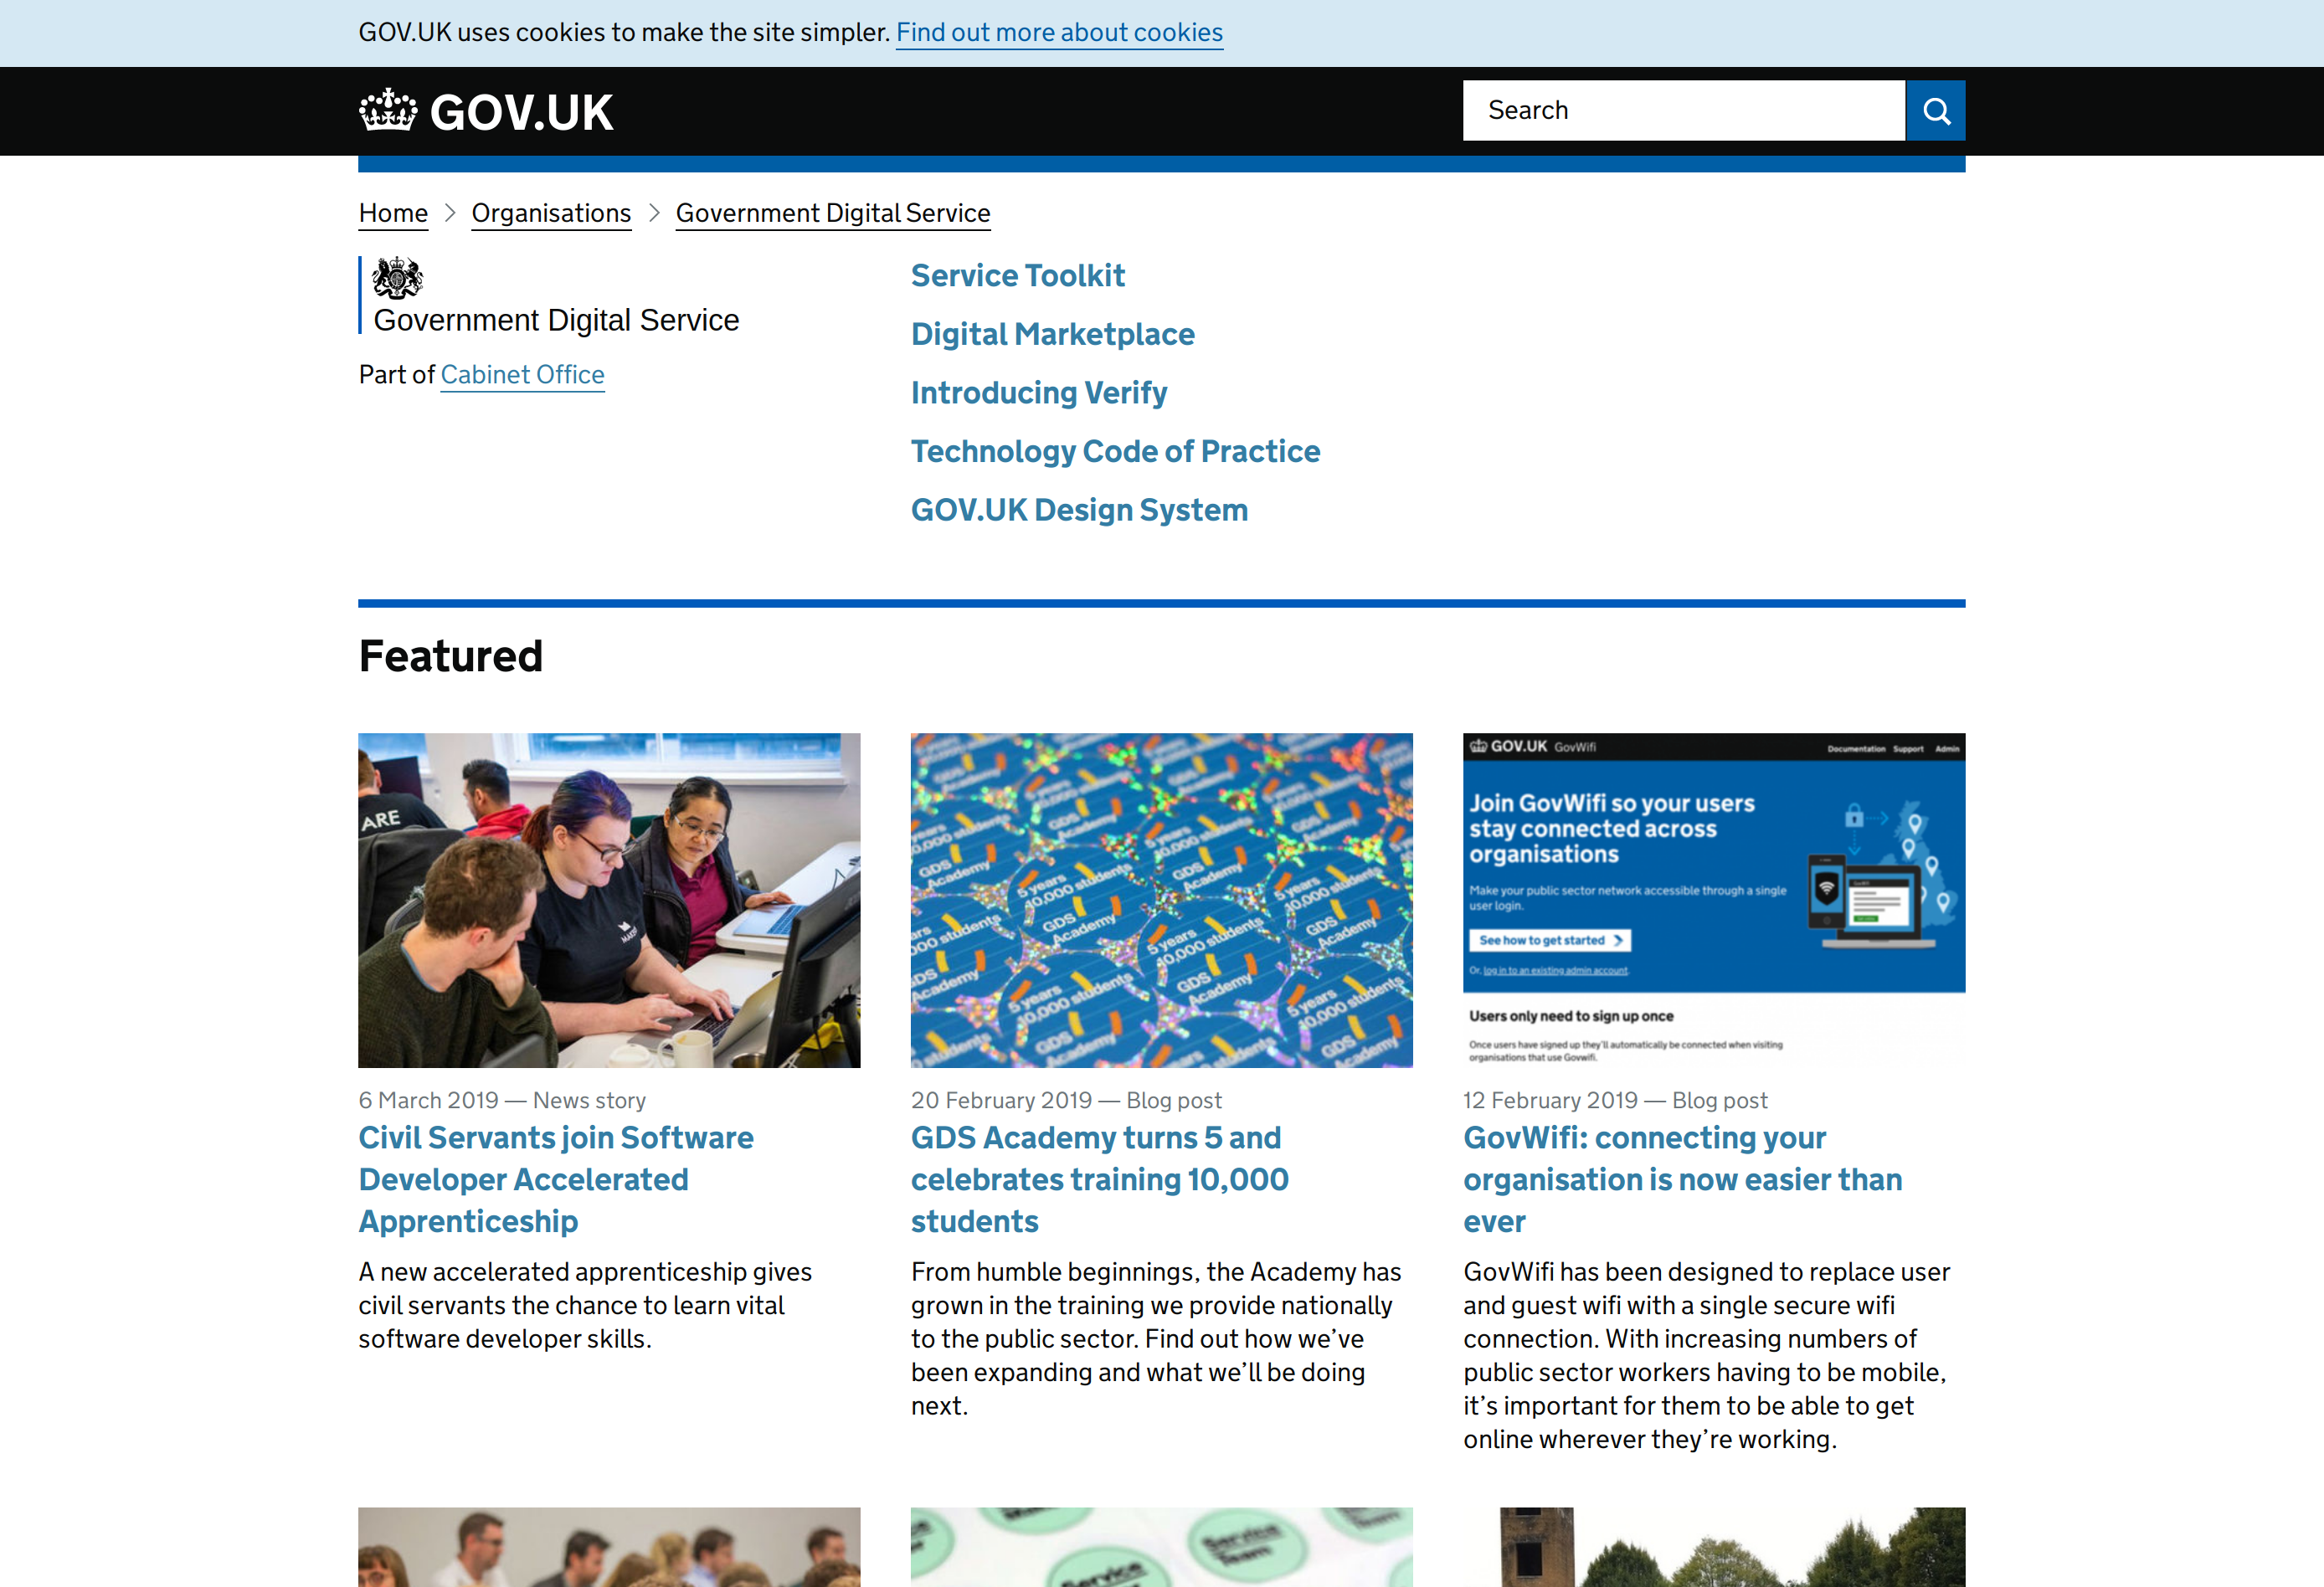 GOV.UK uses cookies to make the site simpler. Find out more about cookies
GOV.UK
Search
Home
Organisations
Government Digital Service
Government Digital Service
Part of Cabinet Office
Service Toolkit
Digital Marketplace
Introducing Verify
Technology Code of Practice
GOV.UK Design System
Featured
ARE
5 years
10,000 students
GDS
Academy
GOV.UK GovWifi
Documentation Support Admin
Join GovWifi so your users
stay connected across
organisations
Make your public sector network accessible through a single
user login.
See how to get started
Or, log in to an existing admin account.
Users only need to sign up once
Once users have signed up they'll automatically be connected when visiting
organisations that use Govwifi.
6 March 2019 — News story
Civil Servants join Software
Developer Accelerated
Apprenticeship
A new accelerated apprenticeship gives
civil servants the chance to learn vital
software developer skills.
20 February 2019 — Blog post
GDS Academy turns 5 and
celebrates training 10,000
students
From humble beginnings, the Academy has
grown in the training we provide nationally
to the public sector. Find out how we’ve
been expanding and what we’ll be doing
next.
12 February 2019 — Blog post
GovWifi: connecting your
organisation is now easier than
ever
GovWifi has been designed to replace user
and guest wifi with a single secure wifi
connection. With increasing numbers of
public sector workers having to be mobile,
it’s important for them to be able to get
online wherever they’re working.
Service
Team
Service